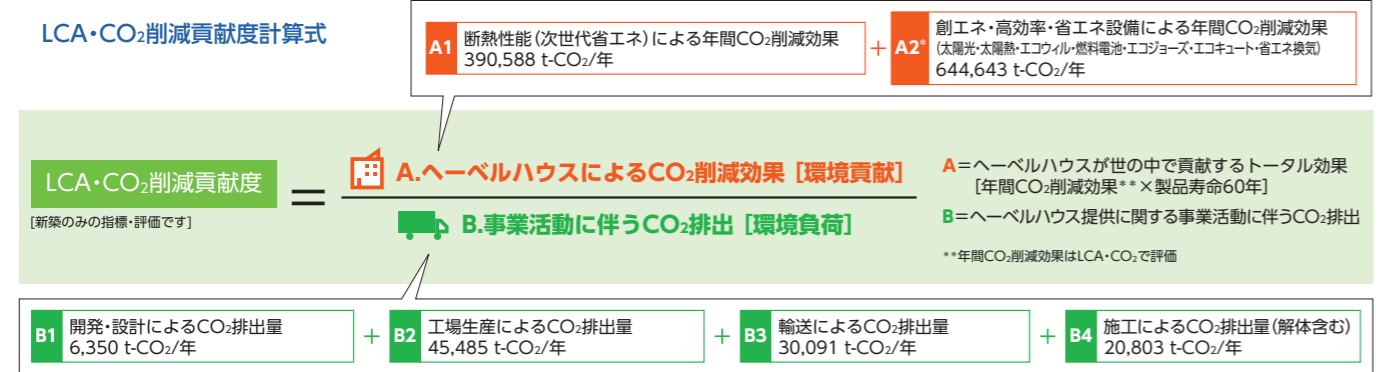 LCA・CO₂削減貢献度計算式
A1 断熱性能(次世代省エネ)による年間CO₂削減効果
390,588 t-CO₂/年
+
A2* 創エネ・高効率・省エネ設備による年間CO₂削減効果
(太陽光・太陽熱・エコウィル・燃料電池・エコジョーズ・エコキュート・省エネ換気)
644,643 t-CO₂/年
LCA・CO₂削減貢献度
[新築のみの指標・評価です]
=
A.ヘーベルハウスによるCO₂削減効果[環境貢献]
B.事業活動に伴うCO₂排出[環境負荷]
A=ヘーベルハウスが世の中で貢献するトータル効果
[年間CO₂削減効果**×製品寿命60年]
B=ヘーベルハウス提供に関する事業活動に伴うCO₂排出
**年間CO₂削減効果はLCA・CO₂で評価
B1 開発・設計によるCO₂排出量
6,350 t-CO₂/年
+
B2 工場生産によるCO₂排出量
45,485 t-CO₂/年
+
B3 輸送によるCO₂排出量
30,091 t-CO₂/年
+
B4 施工によるCO₂排出量(解体含む)
20,803 t-CO₂/年